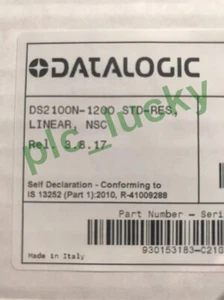 DATALOGIC
DS2100N-1200 STD-RES,
LINEAR, NSC
Rel. 3.8.17
plc_lucky
Self Declaration - Conforming to
IS 13252 (Part 1):2010, R-41009288
Part Number - Seri
930153183-C21G
Made in Italy